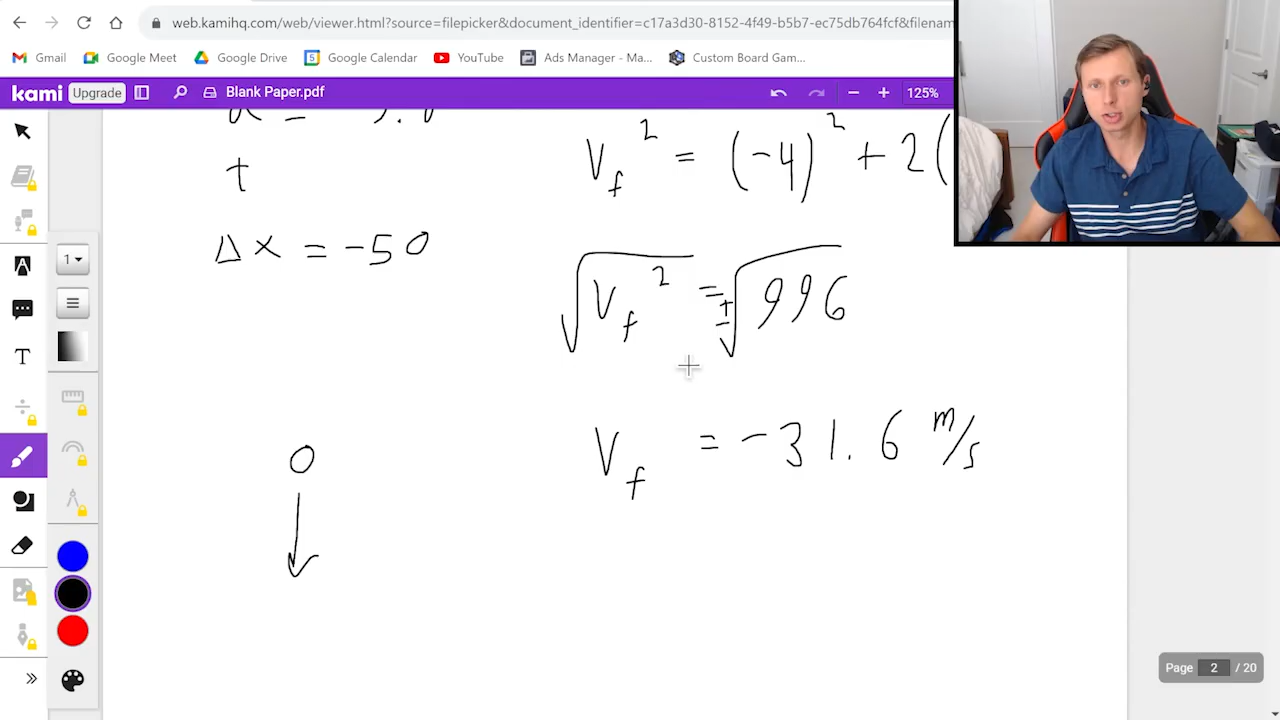 web.kamihq.com/web/viewer.html?source=filepicker&document_identifier=c17a3d30-8152-4f49-b5b7-ec75db764fcf&filenam
Gmail Google Meet Google Drive Google Calendar YouTube Ads Manager - Ma... Custom Board Gam...
kami Upgrade Blank Paper.pdf 125%
t
Vf² = (-4)² + 2(
Δx = -50
√Vf² = ±√996
Vf = -31.6 m/s
1
T
Page 2 / 20